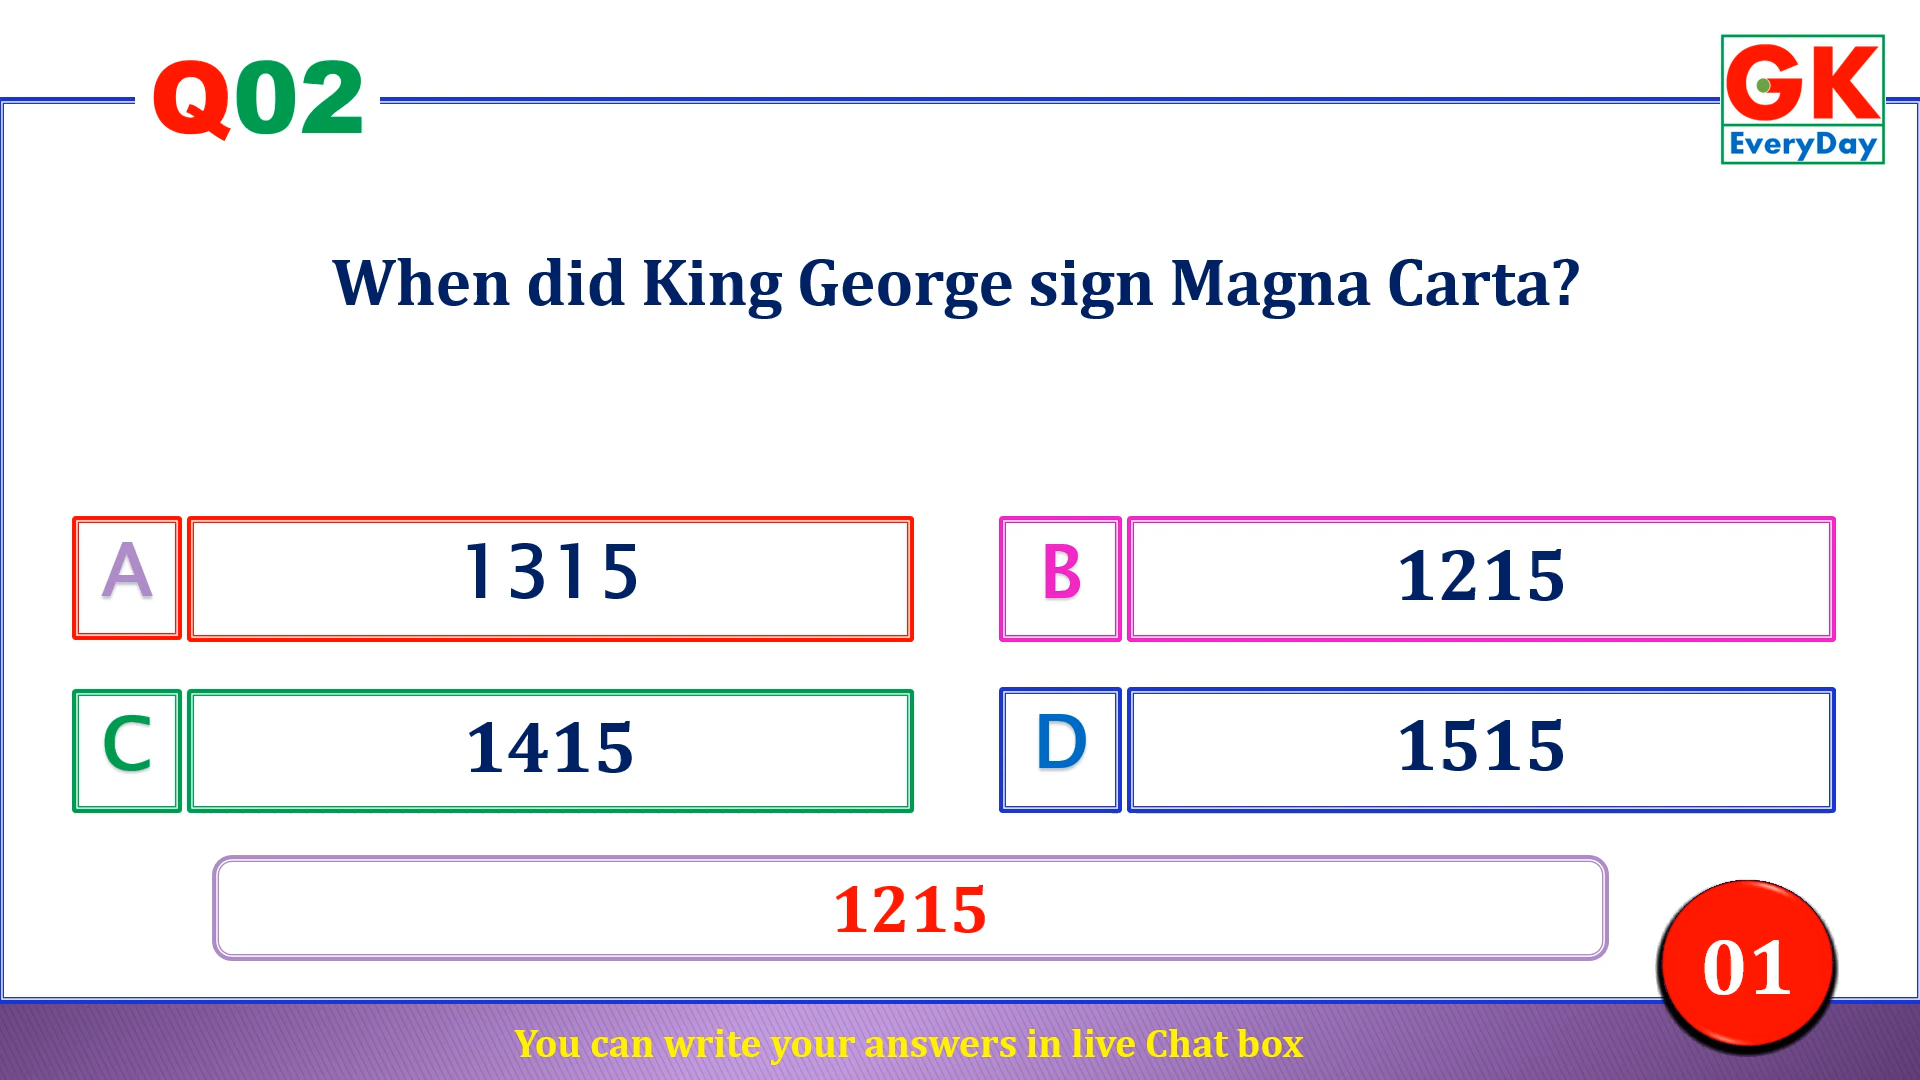 Q02
GK
EveryDay
When did King George sign Magna Carta?
A 1315
B 1215
C 1415
D 1515
1215
01
You can write your answers in live Chat box